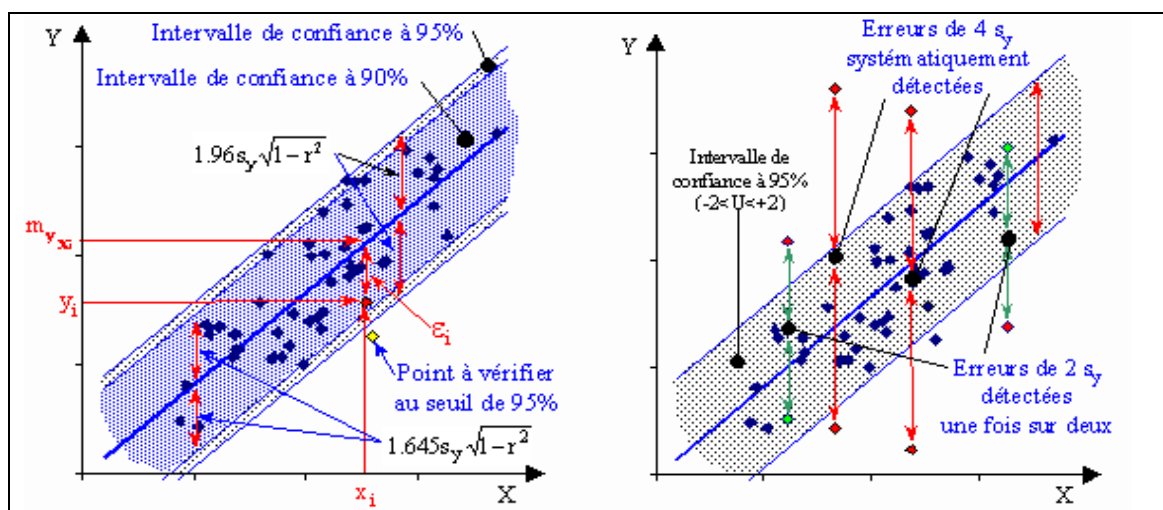 Y
Intervalle de confiance à 95%
Intervalle de confiance à 90%
1.96s_y√1−r²
m_y_xi
y_i
ε_i
Point à vérifier
au seuil de 95%
1.645s_y√1−r²
x_i
X
Y
Erreurs de 4 s_y
systématiquement
détectées
Intervalle de
confiance à 95%
(-2<U<+2)
Erreurs de 2 s_y
détectées
une fois sur deux
X